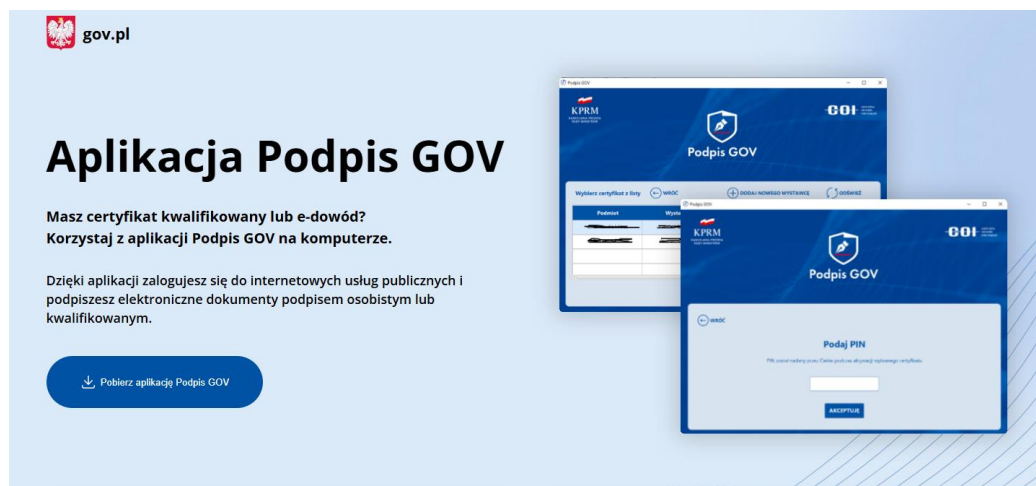 gov.pl
Aplikacja Podpis GOV
Masz certyfikat kwalifikowany lub e-dowód?
Korzystaj z aplikacji Podpis GOV na komputerze.
Dzięki aplikacji zalogujesz się do internetowych usług publicznych i
podpiszesz elektroniczne dokumenty podpisem osobistym lub
kwalifikowanym.
Pobierz aplikację Podpis GOV
Podpis GOV
KPRM
COI
Podpis GOV
Wybierz certyfikat z listy
WRÓĆ
DODAJ NOWEGO WYSTAWCĘ
ODŚWIEŻ
Podmiot
Podpis GOV
KPRM
COI
Podpis GOV
WRÓĆ
Podaj PIN
AKCEPTUJĘ